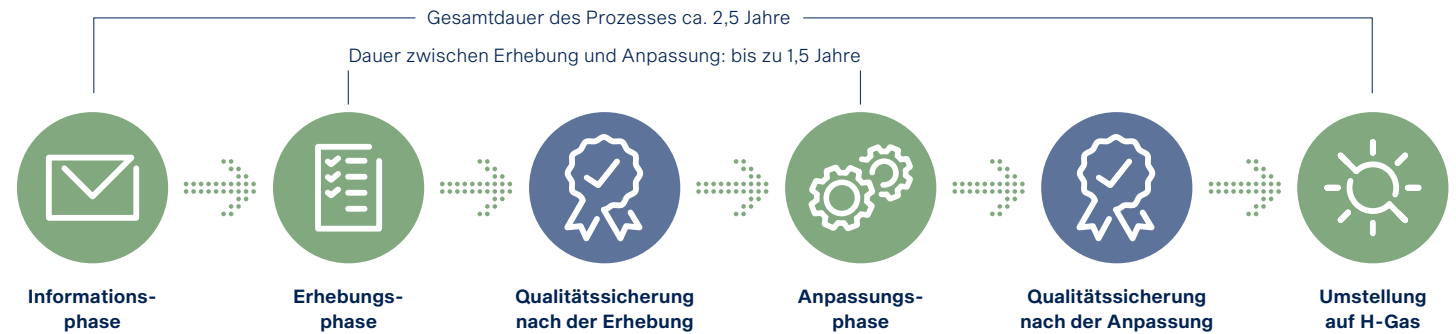 Gesamtdauer des Prozesses ca. 2,5 Jahre
Dauer zwischen Erhebung und Anpassung: bis zu 1,5 Jahre
Informations-
phase
Erhebungs-
phase
Qualitätssicherung
nach der Erhebung
Anpassungs-
phase
Qualitätssicherung
nach der Anpassung
Umstellung
auf H-Gas